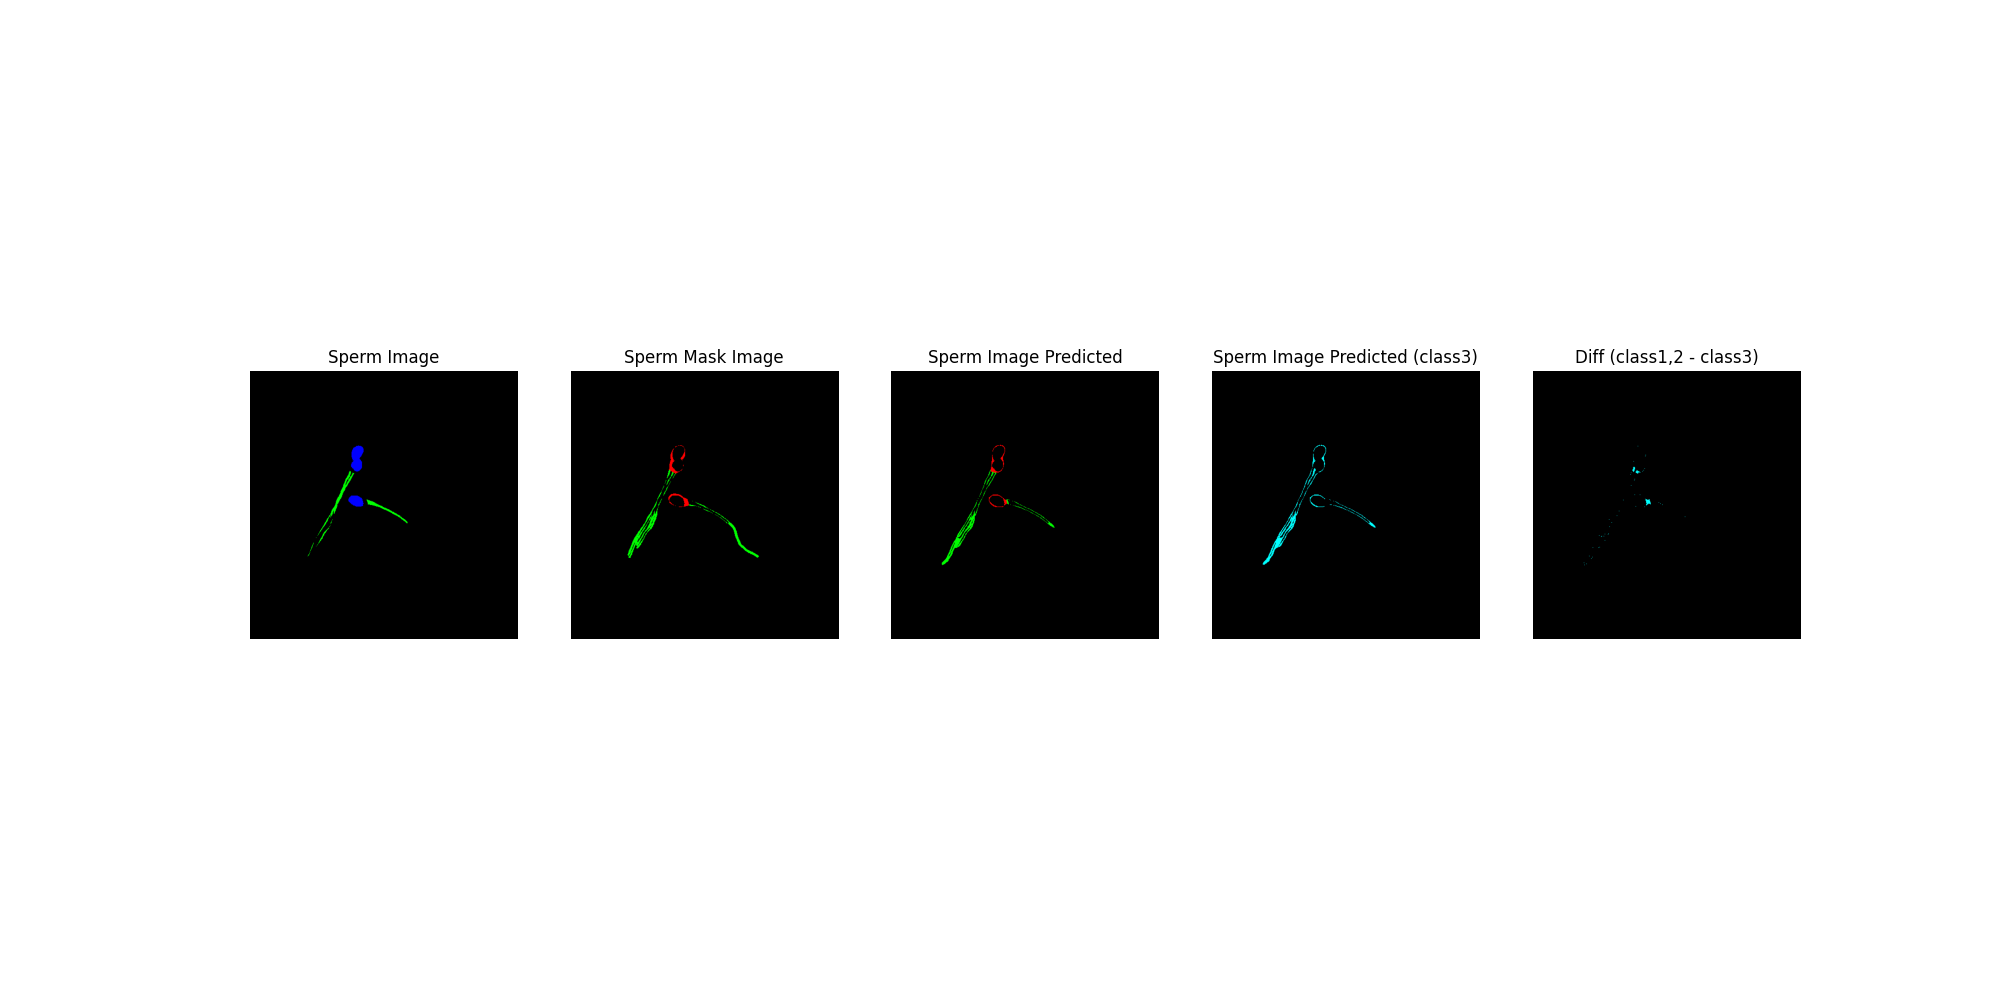 Sperm Image
Sperm Mask Image
Sperm Image Predicted
Sperm Image Predicted (class3)
Diff (class1,2 - class3)